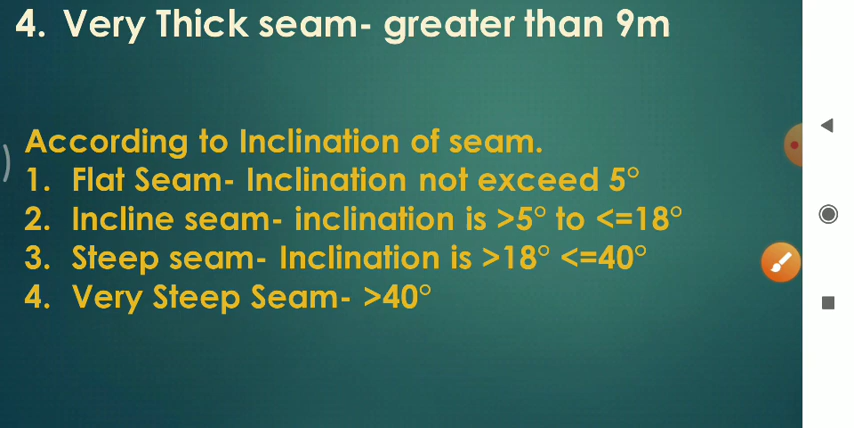 4. Very Thick seam- greater than 9m
According to Inclination of seam.
1. Flat Seam- Inclination not exceed 5°
2. Incline seam- inclination is >5° to <=18°
3. Steep seam- Inclination is >18° <=40°
4. Very Steep Seam- >40°